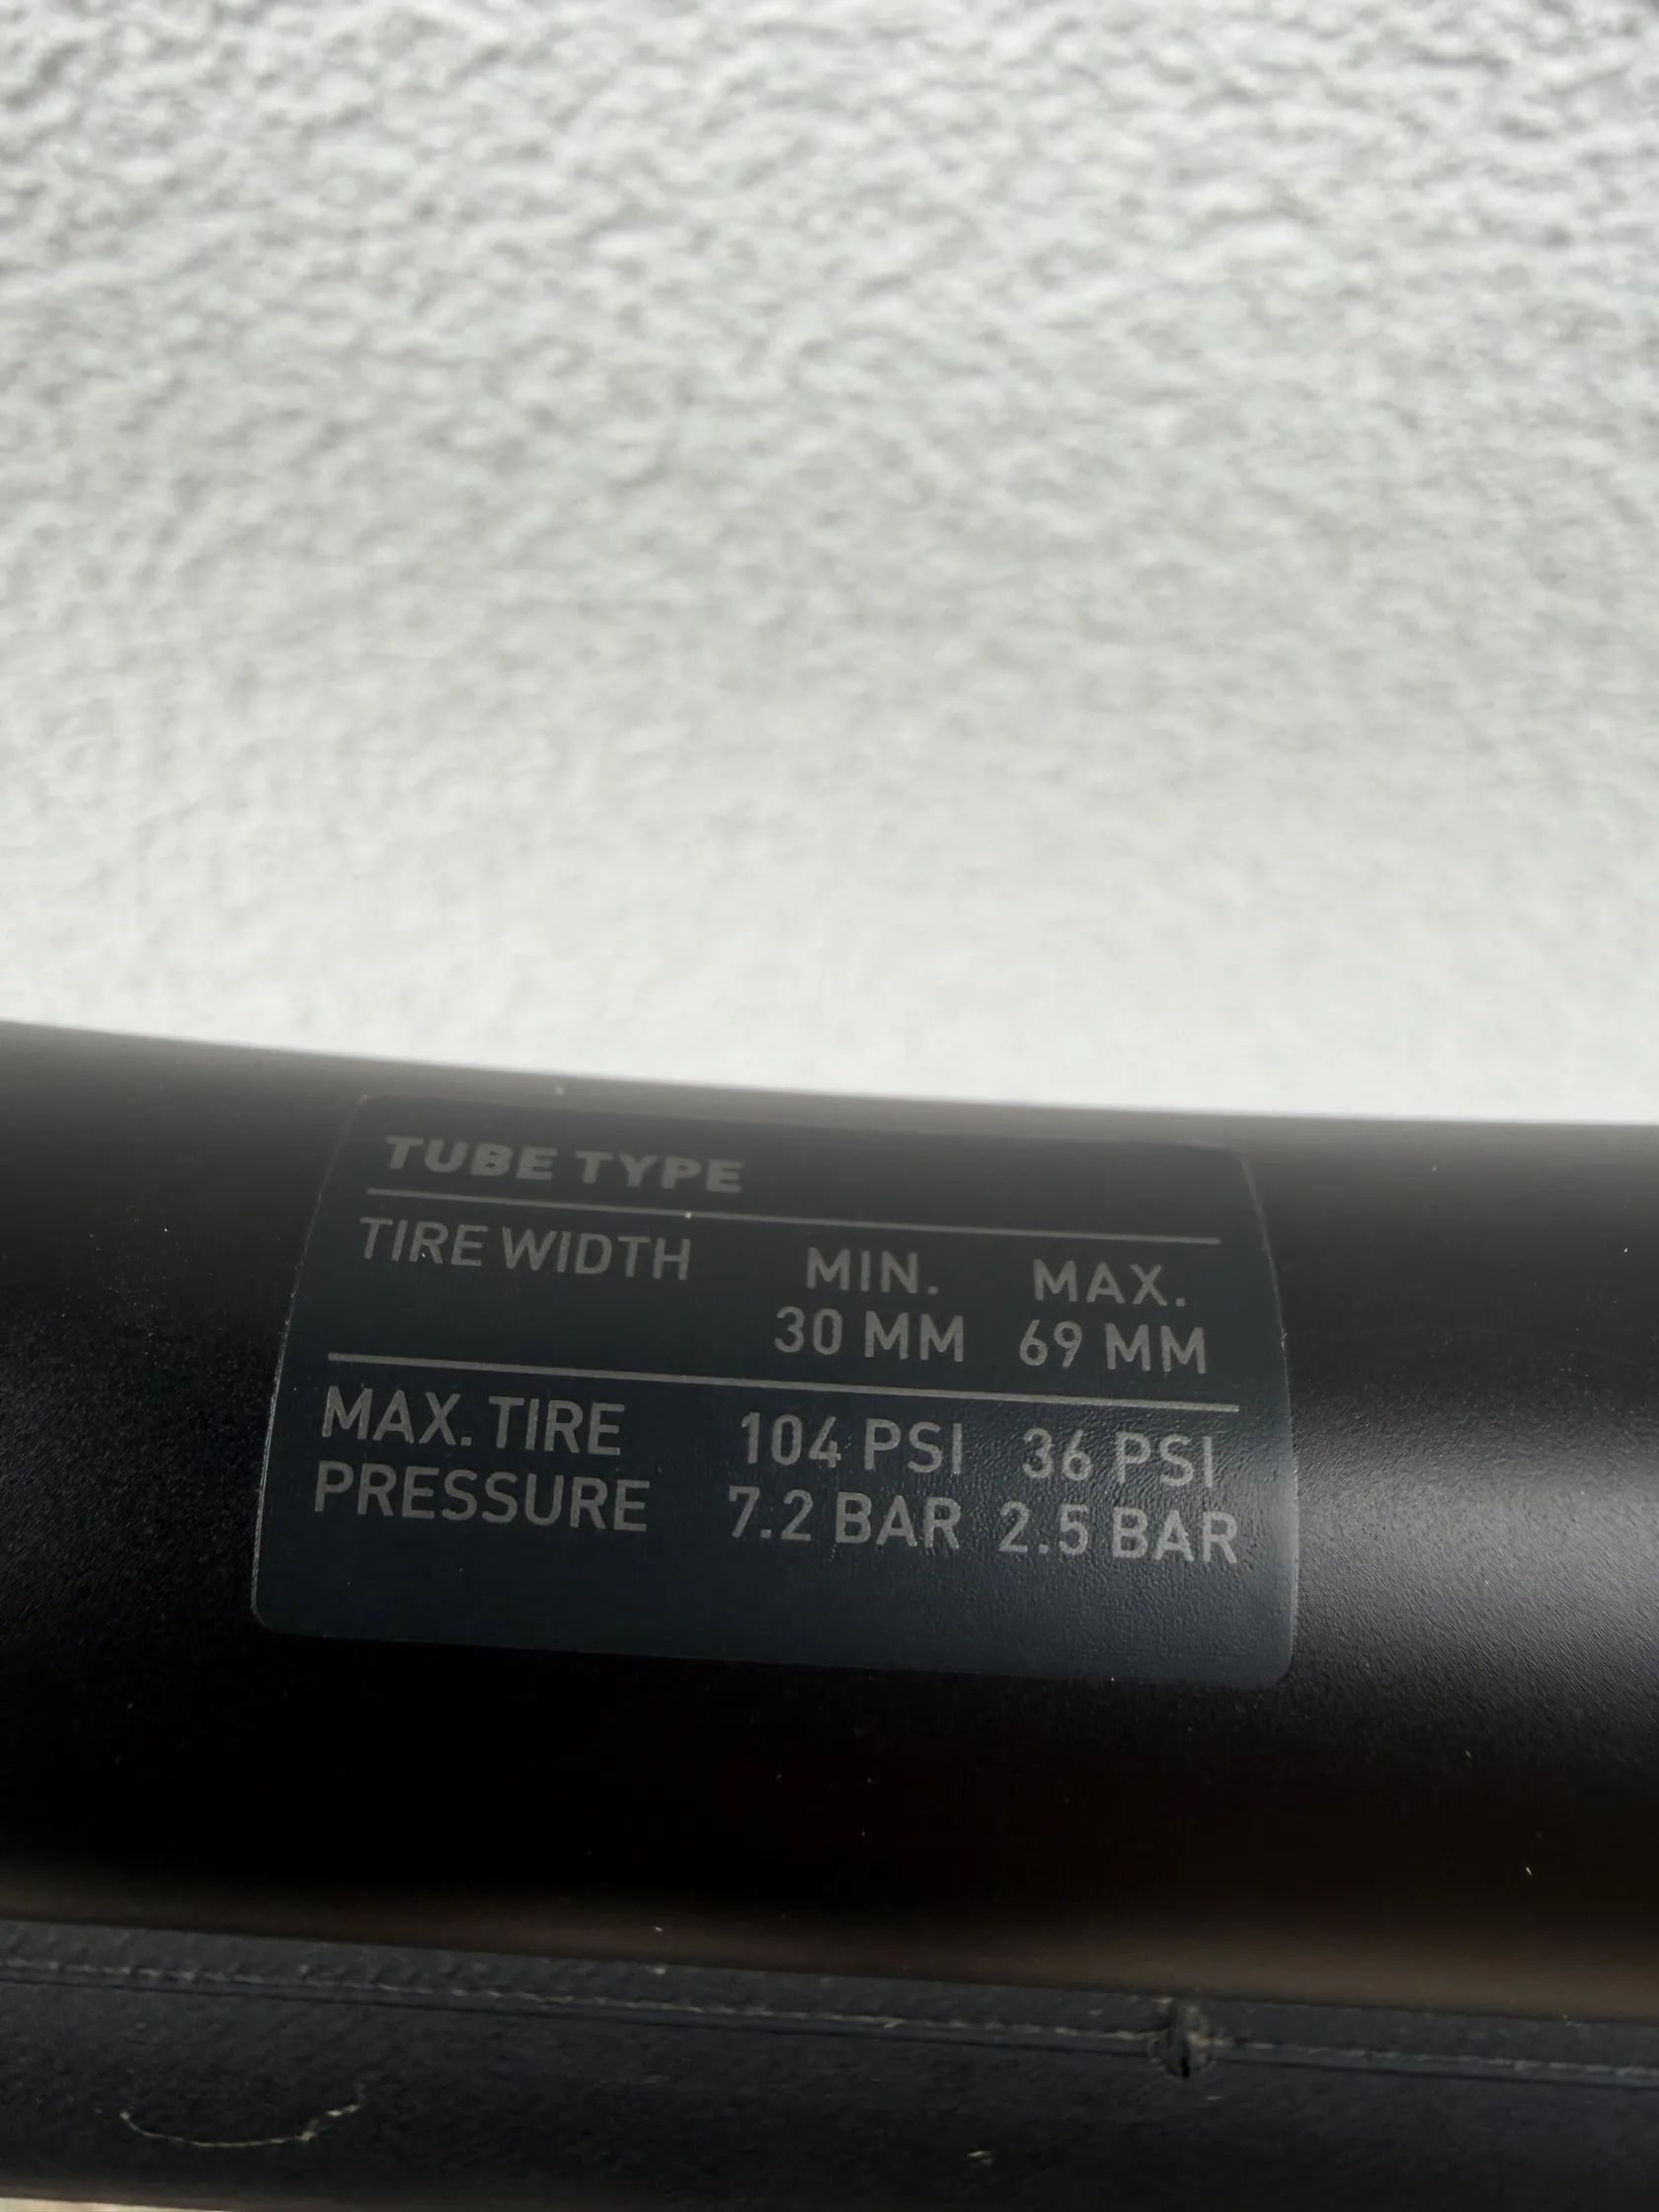 TUBE TYPE
TIRE WIDTH MIN. MAX.
30 MM 69 MM
MAX. TIRE 104 PSI 36 PSI
PRESSURE 7.2 BAR 2.5 BAR